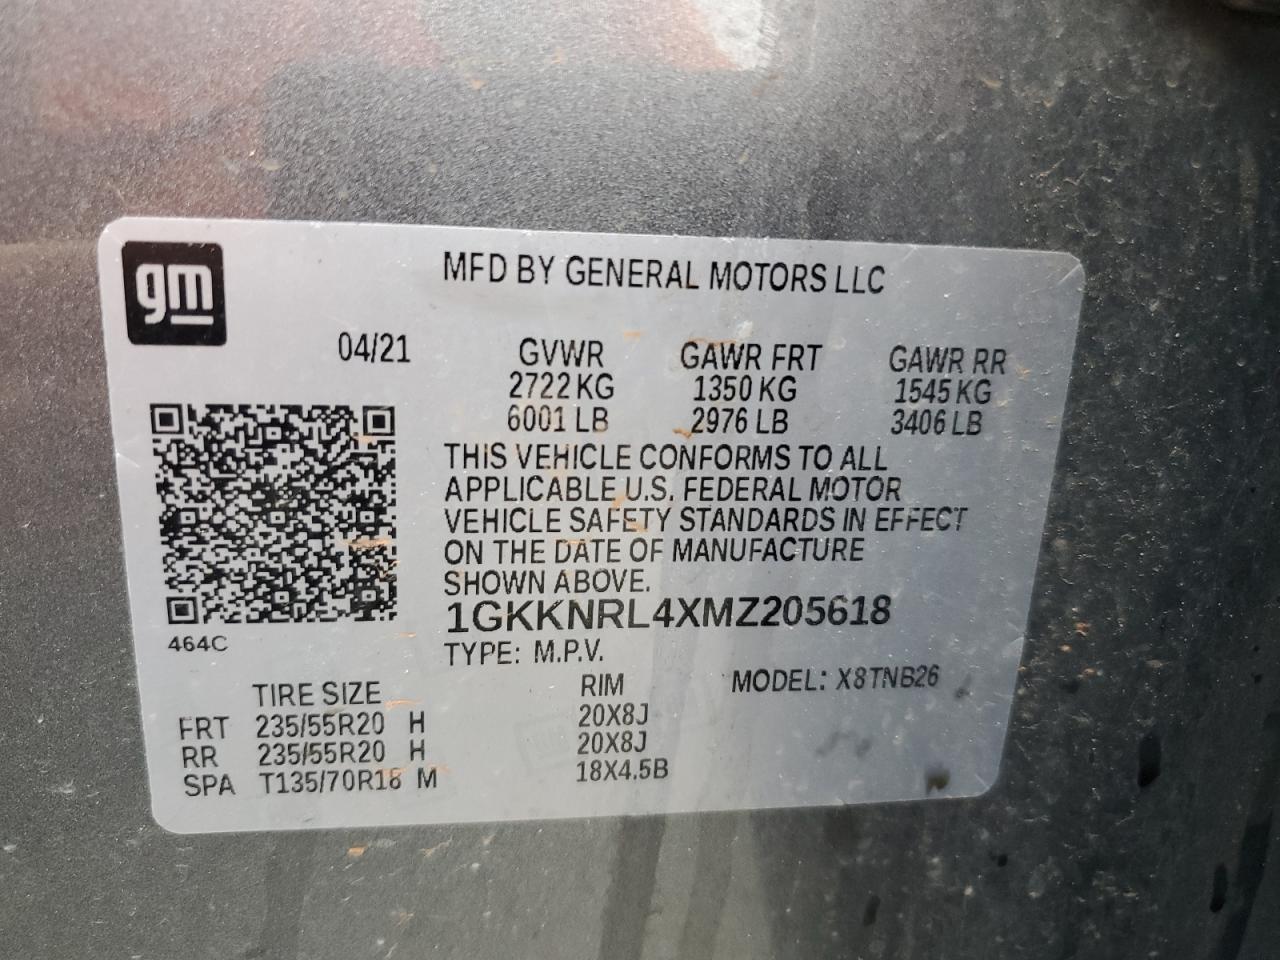 gm
MFD BY GENERAL MOTORS LLC
04/21 GVWR GAWR FRT GAWR RR
2722 KG 1350 KG 1545 KG
6001 LB 2976 LB 3406 LB
THIS VEHICLE CONFORMS TO ALL
APPLICABLE U.S. FEDERAL MOTOR
VEHICLE SAFETY STANDARDS IN EFFECT
ON THE DATE OF MANUFACTURE
SHOWN ABOVE.
1GKKNRL4XMZ205618
464C
TYPE: M.P.V.
TIRE SIZE RIM MODEL: X8TNB26
FRT 235/55R20 H 20X8J
RR 235/55R20 H 20X8J
SPA T135/70R18 M 18X4.5B